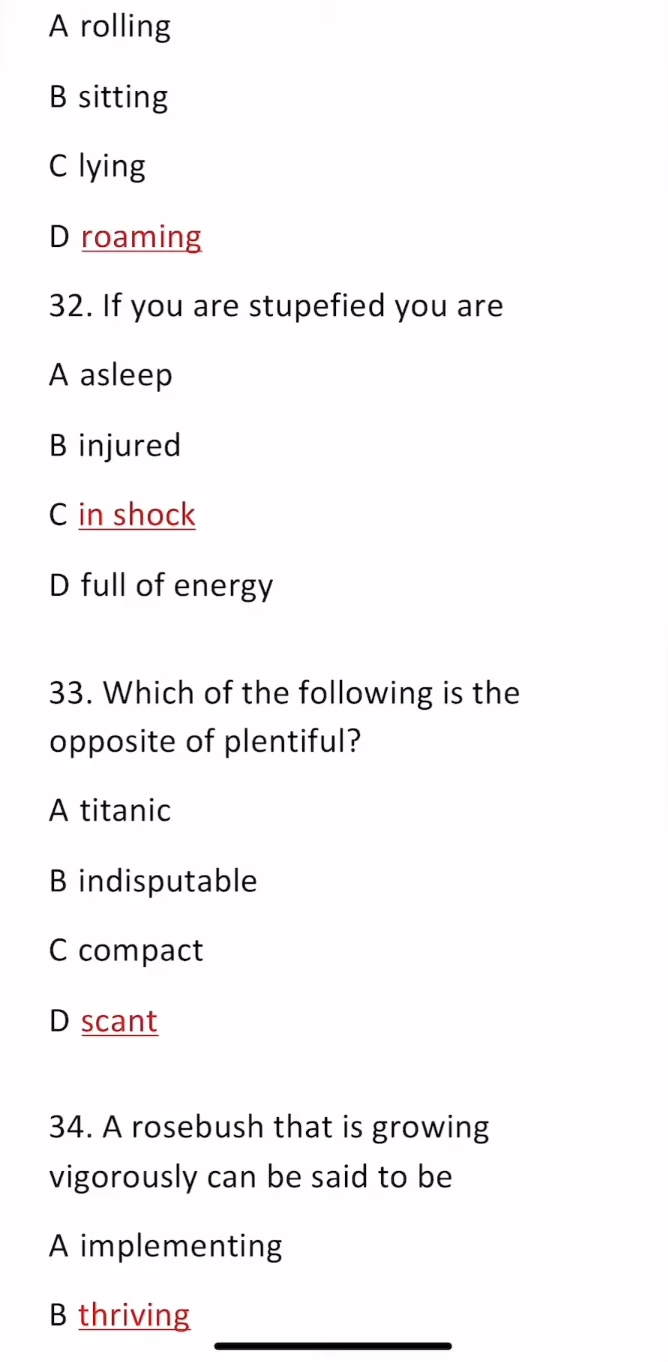 A rolling
B sitting
C lying
D roaming
32. If you are stupefied you are
A asleep
B injured
C in shock
D full of energy
33. Which of the following is the
opposite of plentiful?
A titanic
B indisputable
C compact
D scant
34. A rosebush that is growing
vigorously can be said to be
A implementing
B thriving